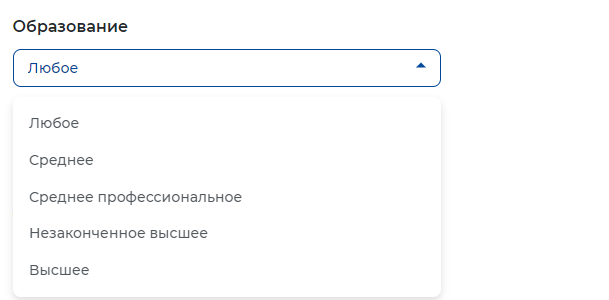 Образование
Любое
Любое
Среднее
Среднее профессиональное
Незаконченное высшее
Высшее